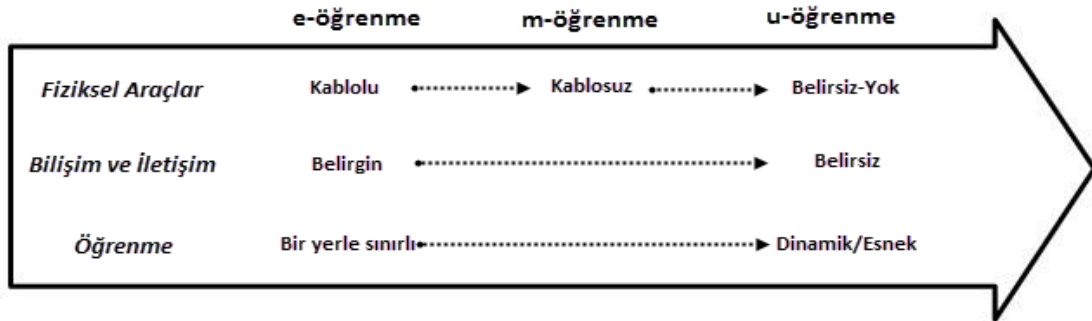 e-öğrenme m-öğrenme u-öğrenme
Fiziksel Araçlar Kablolu Kablosuz Belirsiz-Yok
Bilişim ve İletişim Belirgin Belirsiz
Öğrenme Bir yerle sınırlı Dinamik/Esnek